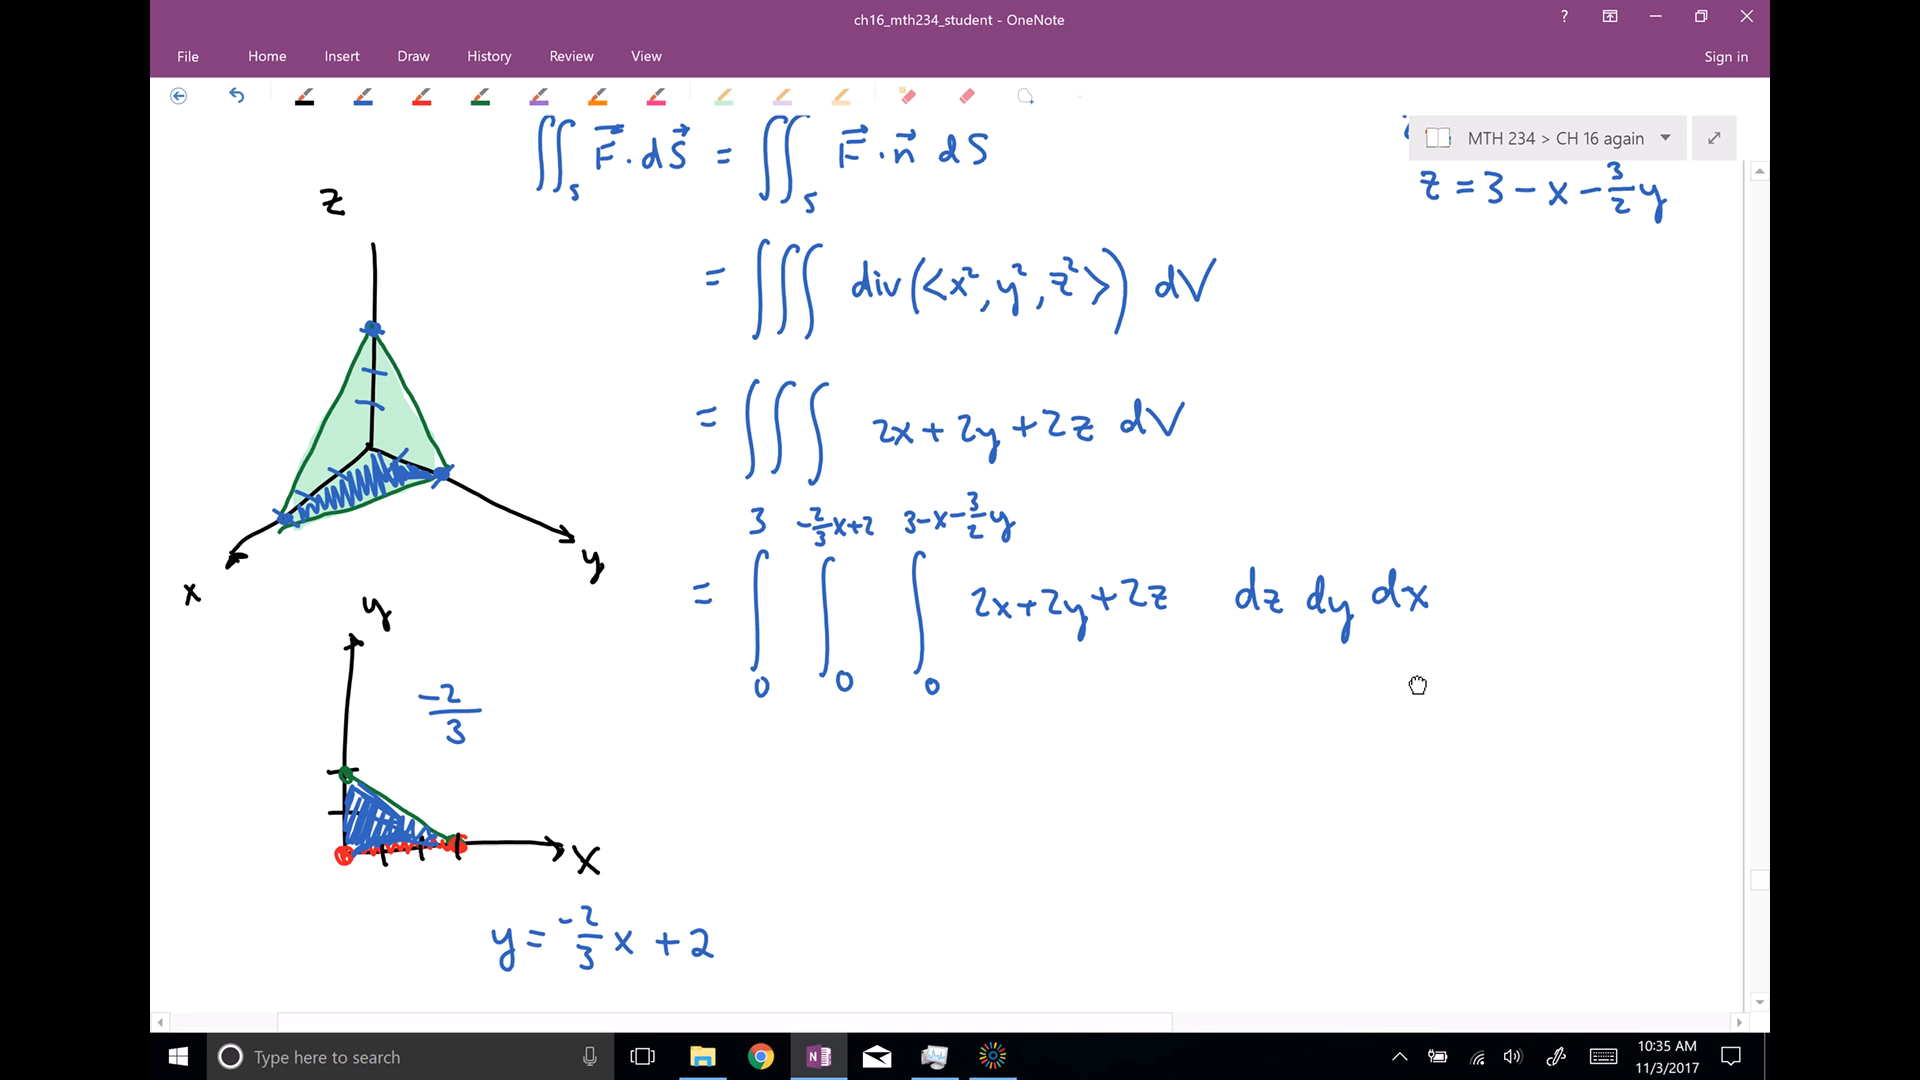 ch16_mth234_student - OneNote
File Home Insert Draw History Review View Sign in
MTH 234 > CH 16 again
∬_S F⃗ · dS⃗ = ∬_S F⃗ · n⃗ dS
z = 3 - x - 3/2 y
z
= ∭ div(<x², y², z²>) dV
= ∭ 2x + 2y + 2z dV
x
y
= ∫_0^3 ∫_0^{-2/3 x + 2} ∫_0^{3 - x - 3/2 y} 2x + 2y + 2z dz dy dx
y
-2/3
x
y = -2/3 x + 2
Type here to search
10:35 AM
11/3/2017